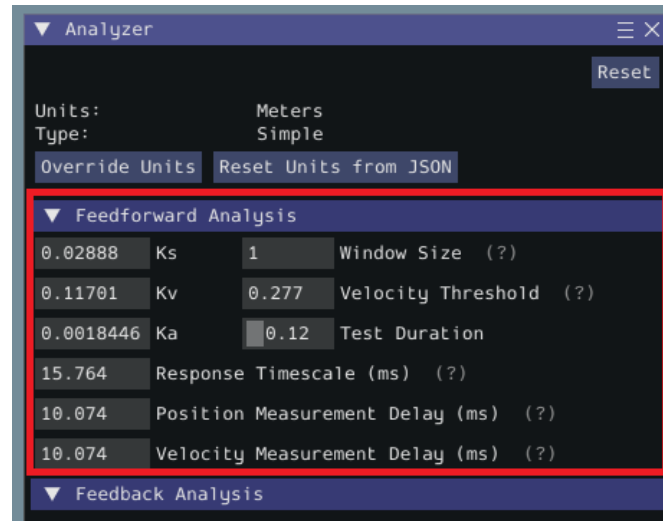 ▼ Analyzer
Reset
Units: Meters
Type: Simple
Override Units Reset Units from JSON
▼ Feedforward Analysis
0.02888 Ks 1 Window Size (?)
0.11701 Kv 0.277 Velocity Threshold (?)
0.0018446 Ka 0.12 Test Duration
15.764 Response Timescale (ms) (?)
10.074 Position Measurement Delay (ms) (?)
10.074 Velocity Measurement Delay (ms) (?)
▼ Feedback Analysis